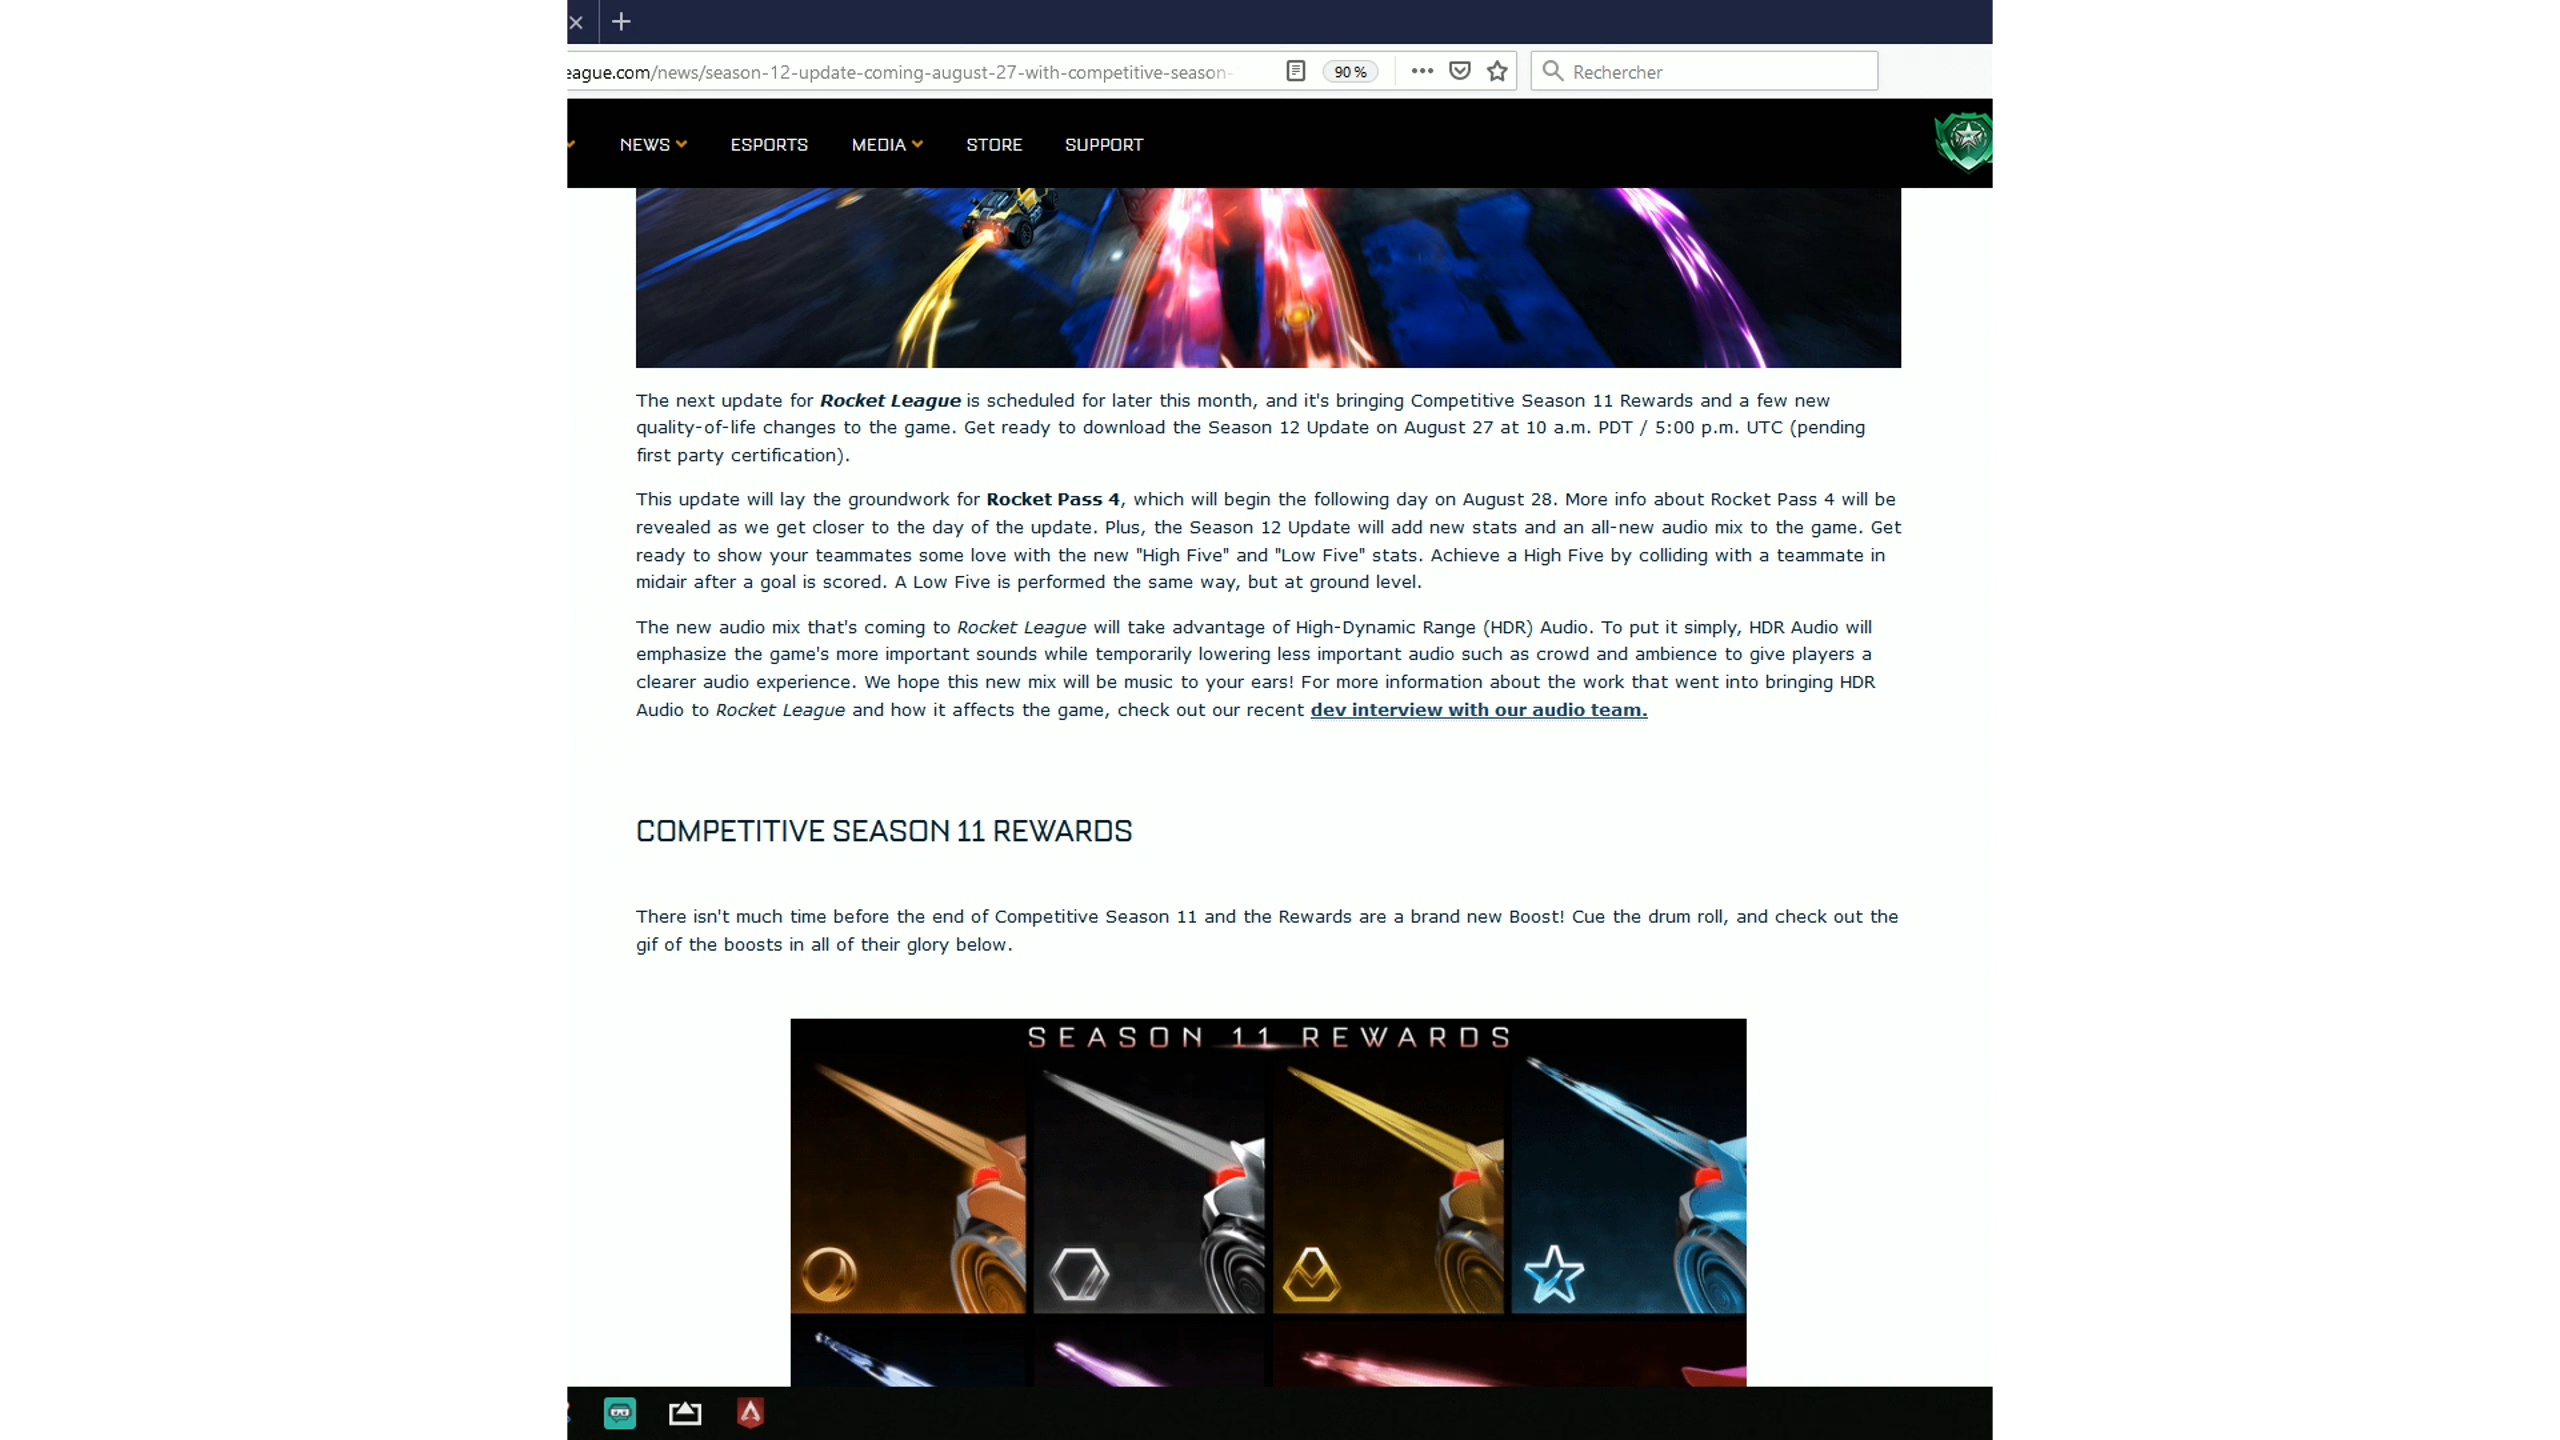 eague.com/news/season-12-update-coming-august-27-with-competitive-season-
90 %
Rechercher
NEWS
ESPORTS
MEDIA
STORE
SUPPORT
The next update for Rocket League is scheduled for later this month, and it's bringing Competitive Season 11 Rewards and a few new
quality-of-life changes to the game. Get ready to download the Season 12 Update on August 27 at 10 a.m. PDT / 5:00 p.m. UTC (pending
first party certification).
This update will lay the groundwork for Rocket Pass 4, which will begin the following day on August 28. More info about Rocket Pass 4 will be
revealed as we get closer to the day of the update. Plus, the Season 12 Update will add new stats and an all-new audio mix to the game. Get
ready to show your teammates some love with the new "High Five" and "Low Five" stats. Achieve a High Five by colliding with a teammate in
midair after a goal is scored. A Low Five is performed the same way, but at ground level.
The new audio mix that's coming to Rocket League will take advantage of High-Dynamic Range (HDR) Audio. To put it simply, HDR Audio will
emphasize the game's more important sounds while temporarily lowering less important audio such as crowd and ambience to give players a
clearer audio experience. We hope this new mix will be music to your ears! For more information about the work that went into bringing HDR
Audio to Rocket League and how it affects the game, check out our recent dev interview with our audio team.
COMPETITIVE SEASON 11 REWARDS
There isn't much time before the end of Competitive Season 11 and the Rewards are a brand new Boost! Cue the drum roll, and check out the
gif of the boosts in all of their glory below.
SEASON 11 REWARDS